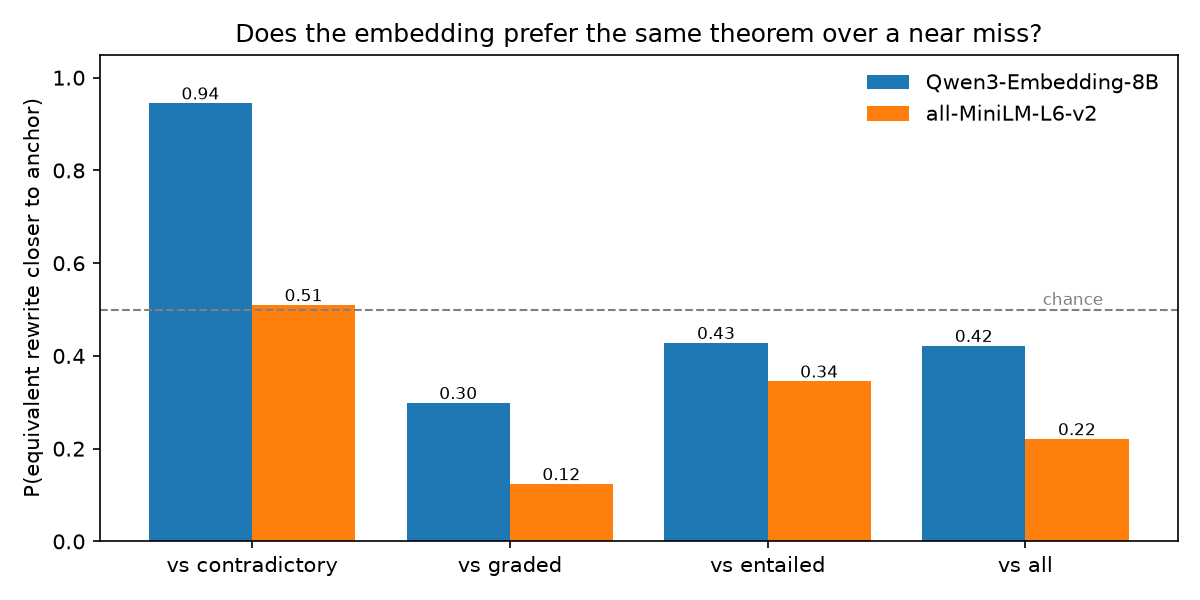 Does the embedding prefer the same theorem over a near miss?
P(equivalent rewrite closer to anchor)
1.0
0.8
0.6
0.4
0.2
0.0
Qwen3-Embedding-8B
all-MiniLM-L6-v2
chance
0.94
0.51
0.30
0.12
0.43
0.34
0.42
0.22
vs contradictory
vs graded
vs entailed
vs all